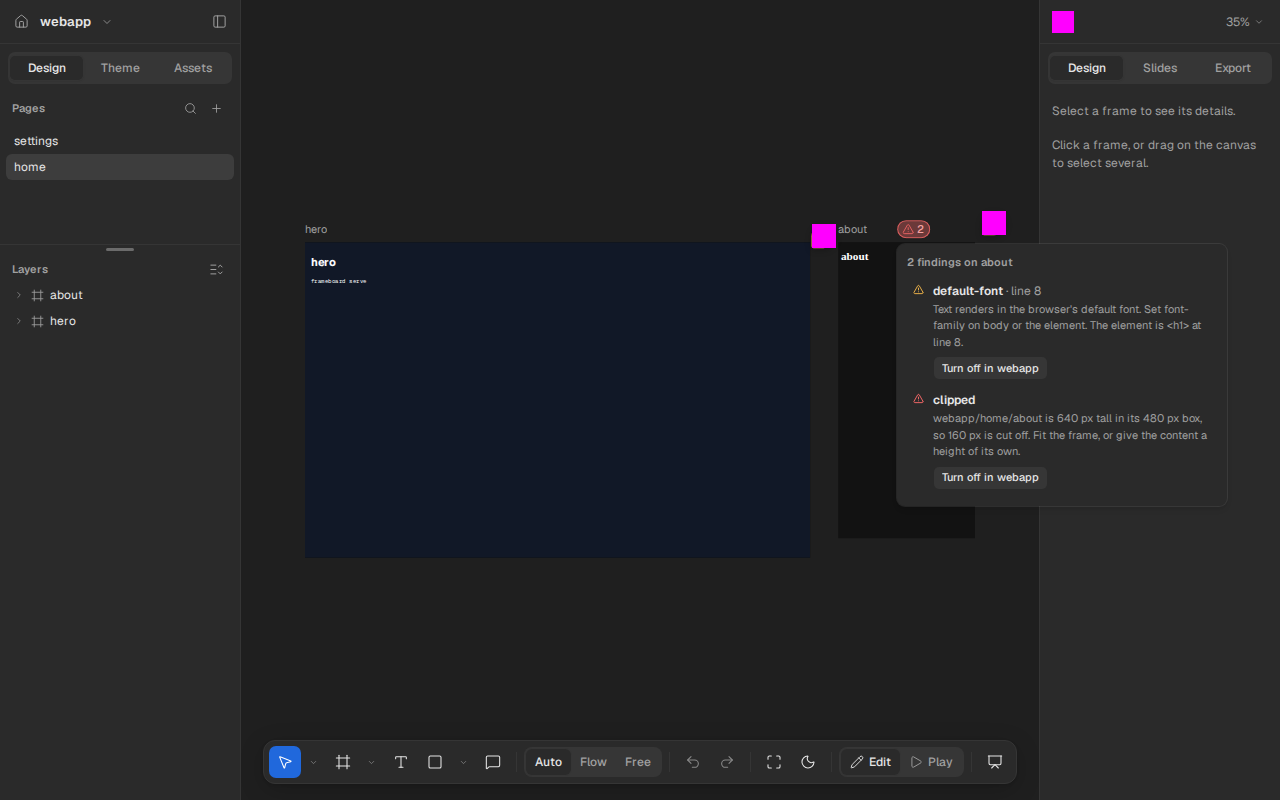 webapp
35%
Design
Theme
Assets
Design
Slides
Export
Pages
settings
home
Select a frame to see its details.
Click a frame, or drag on the canvas
to select several.
Layers
about
hero
hero
hero
frameboard serve
about
2
about
2 findings on about
default-font · line 8
Text renders in the browser's default font. Set font-
family on body or the element. The element is <h1> at
line 8.
Turn off in webapp
clipped
webapp/home/about is 640 px tall in its 480 px box,
so 160 px is cut off. Fit the frame, or give the content a
height of its own.
Turn off in webapp
Auto
Flow
Free
Edit
Play